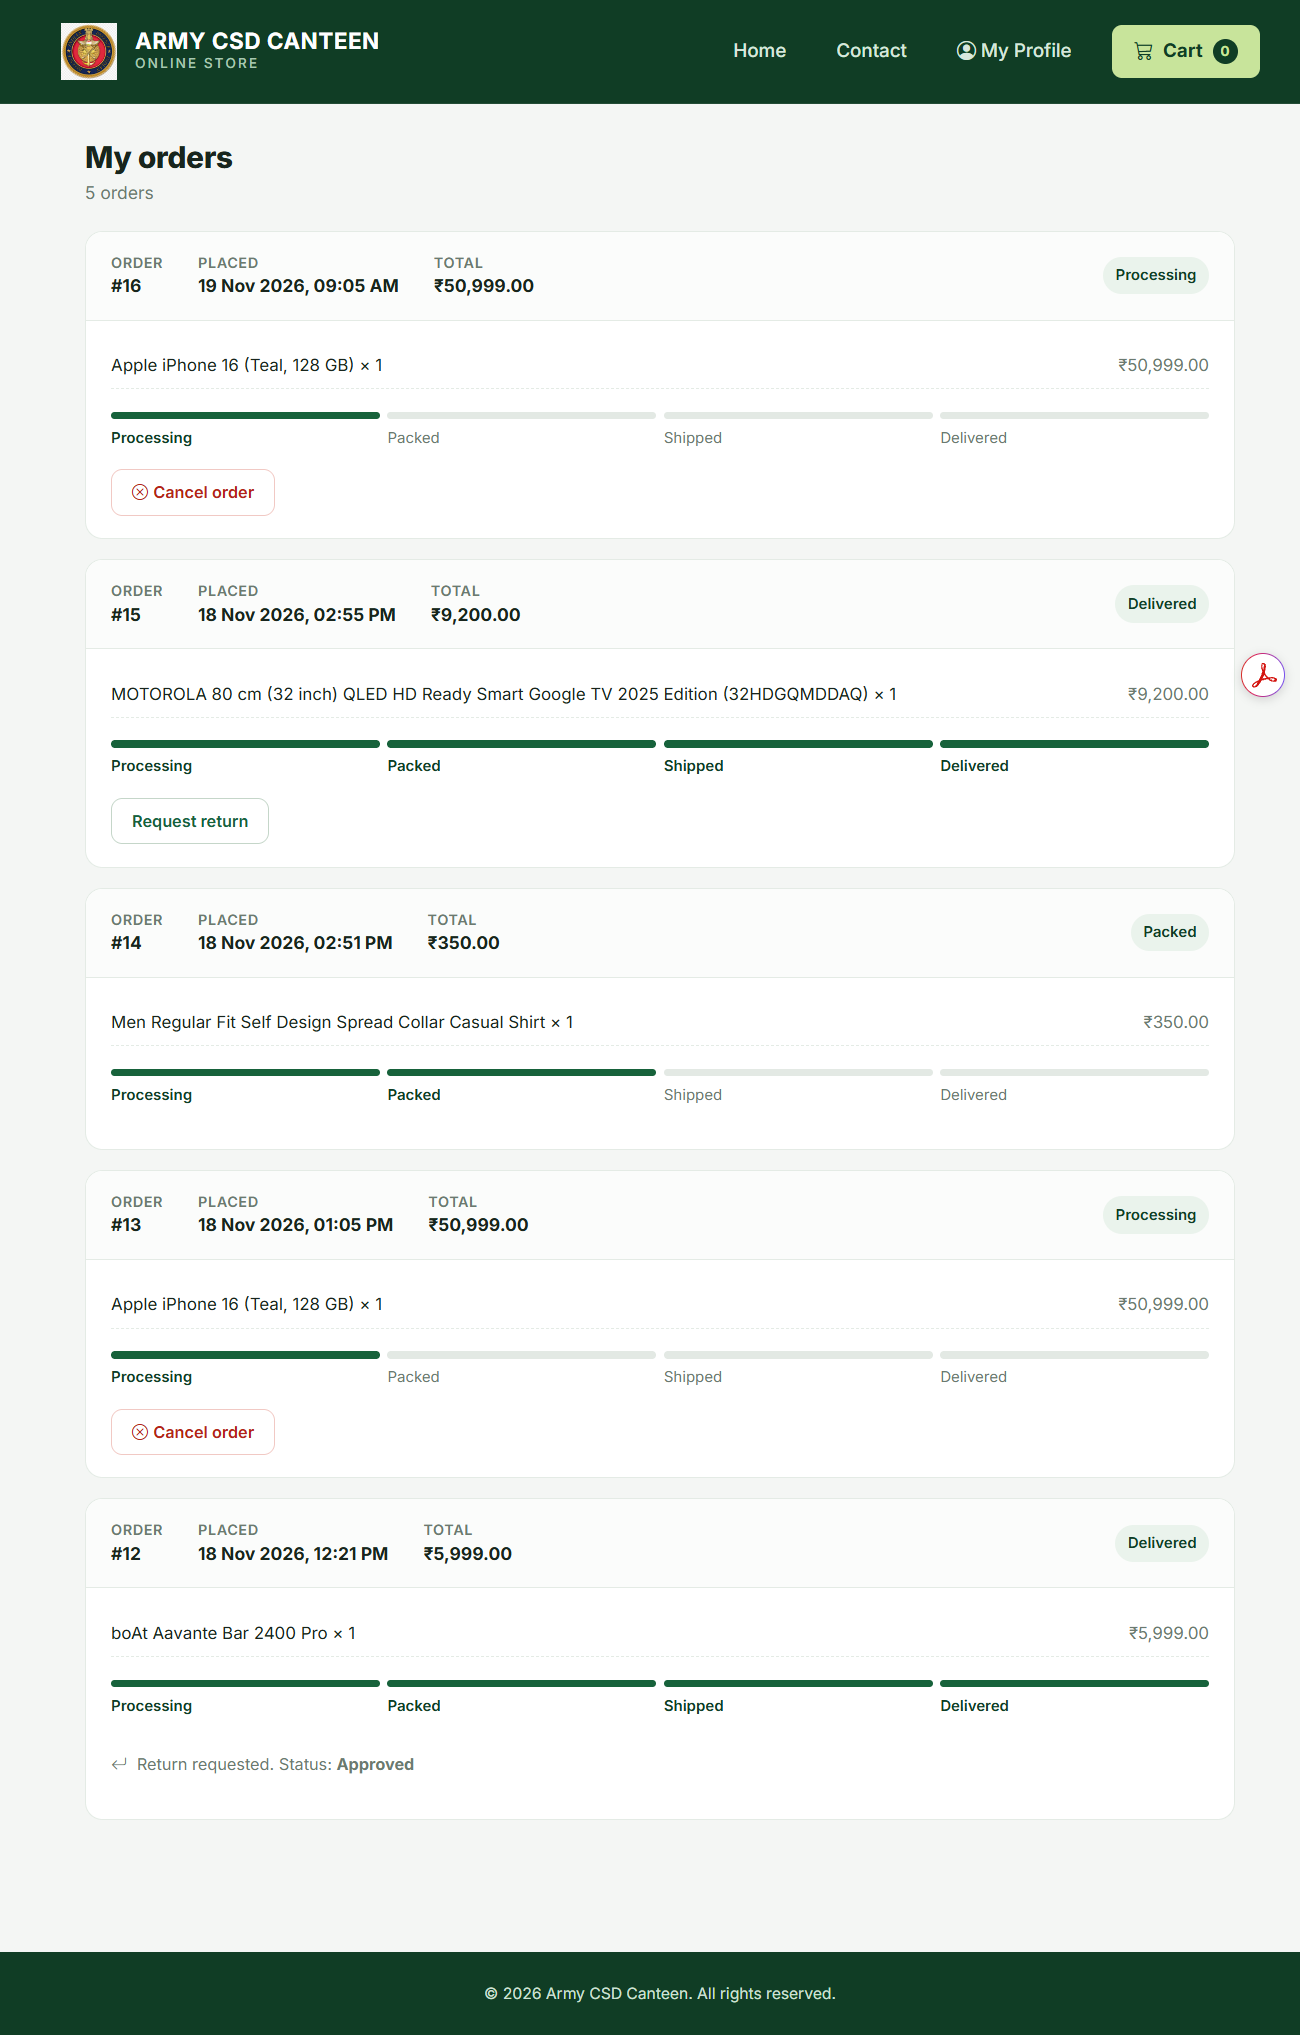 ARMY CSD CANTEEN
ONLINE STORE
Home
Contact
My Profile
Cart 0
My orders
5 orders
ORDER PLACED TOTAL
#16 19 Nov 2026, 09:05 AM ₹50,999.00
Processing
Apple iPhone 16 (Teal, 128 GB) × 1 ₹50,999.00
Processing Packed Shipped Delivered
Cancel order
ORDER PLACED TOTAL
#15 18 Nov 2026, 02:55 PM ₹9,200.00
Delivered
MOTOROLA 80 cm (32 inch) QLED HD Ready Smart Google TV 2025 Edition (32HDGQMDDAQ) × 1 ₹9,200.00
Processing Packed Shipped Delivered
Request return
ORDER PLACED TOTAL
#14 18 Nov 2026, 02:51 PM ₹350.00
Packed
Men Regular Fit Self Design Spread Collar Casual Shirt × 1 ₹350.00
Processing Packed Shipped Delivered
ORDER PLACED TOTAL
#13 18 Nov 2026, 01:05 PM ₹50,999.00
Processing
Apple iPhone 16 (Teal, 128 GB) × 1 ₹50,999.00
Processing Packed Shipped Delivered
Cancel order
ORDER PLACED TOTAL
#12 18 Nov 2026, 12:21 PM ₹5,999.00
Delivered
boAt Aavante Bar 2400 Pro × 1 ₹5,999.00
Processing Packed Shipped Delivered
Return requested. Status: Approved
© 2026 Army CSD Canteen. All rights reserved.